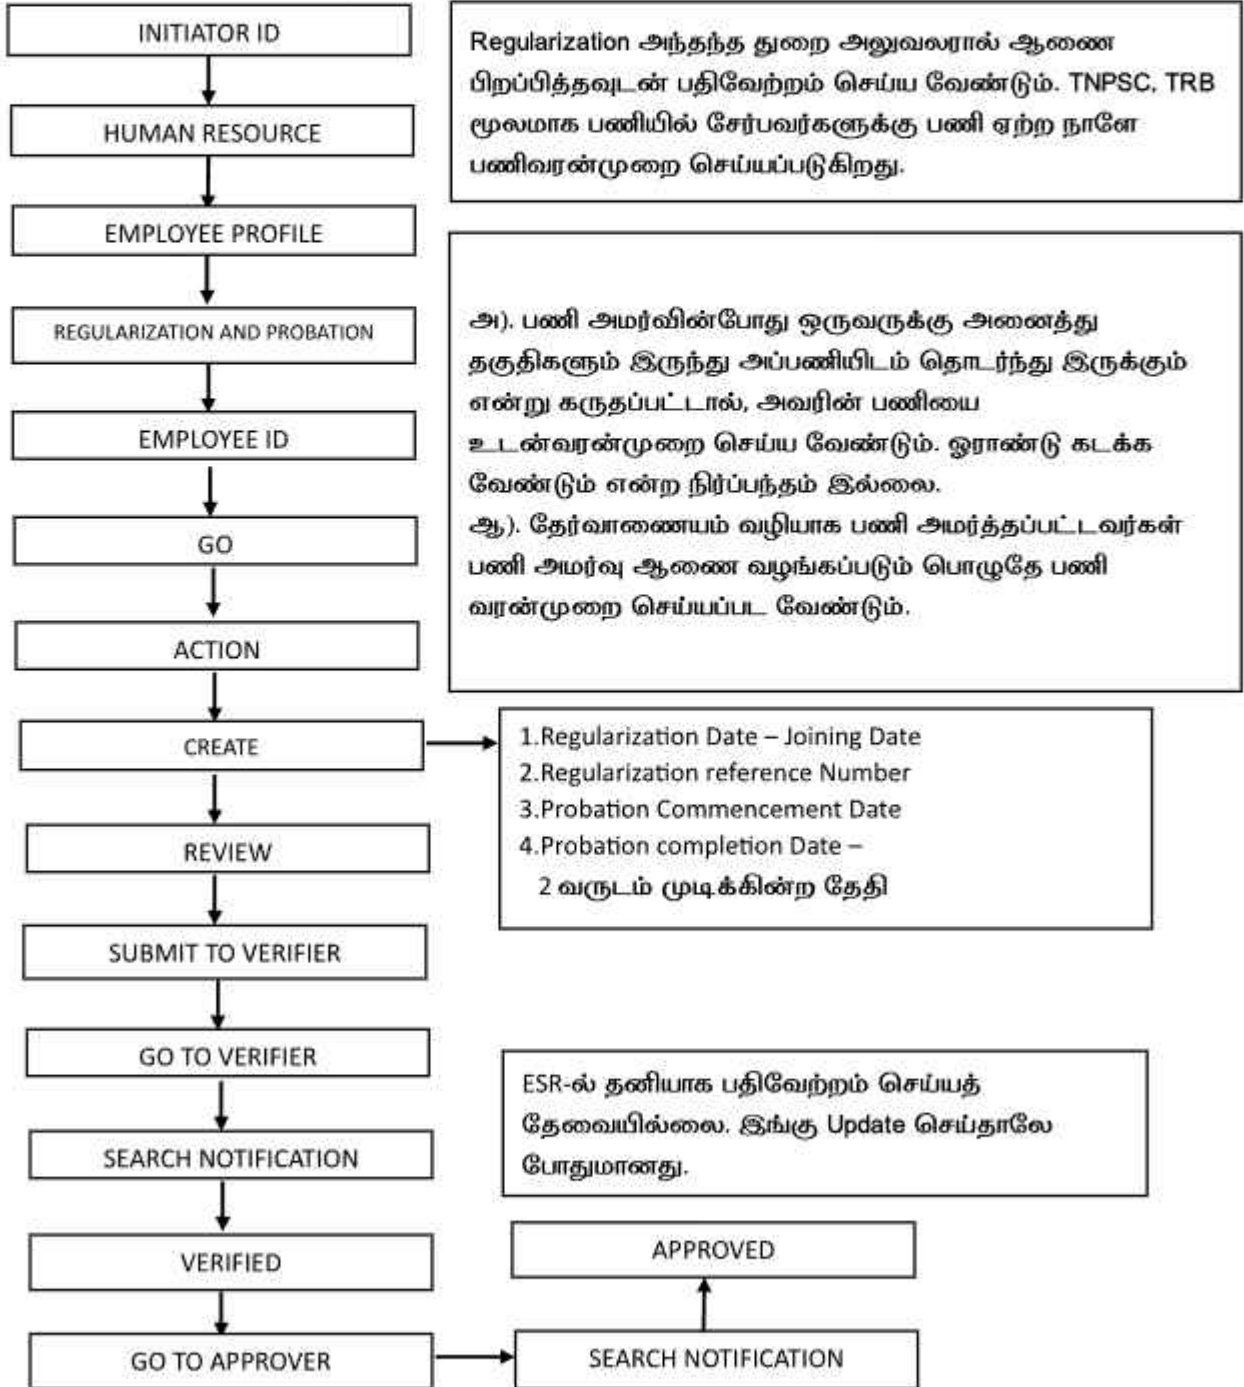 INITIATOR ID
HUMAN RESOURCE
EMPLOYEE PROFILE
REGULARIZATION AND PROBATION
EMPLOYEE ID
GO
ACTION
CREATE
REVIEW
SUBMIT TO VERIFIER
GO TO VERIFIER
SEARCH NOTIFICATION
VERIFIED
GO TO APPROVER
SEARCH NOTIFICATION
APPROVED
Regularization அந்தந்த துறை அலுவலரால் ஆணை
பிறப்பித்தவுடன் பதிவேற்றம் செய்ய வேண்டும். TNPSC, TRB
மூலமாக பணியில் சேர்பவர்களுக்கு பணி ஏற்ற நாளே
பணிவரன்முறை செய்யப்படுகிறது.
அ). பணி அமர்வின்போது ஒருவருக்கு அனைத்து
தகுதிகளும் இருந்து அப்பணியிடம் தொடர்ந்து இருக்கும்
என்று கருதப்பட்டால், அவரின் பணியை
உடன்வரன்முறை செய்ய வேண்டும். ஓராண்டு கடக்க
வேண்டும் என்ற நிர்ப்பந்தம் இல்லை.
ஆ). தேர்வாணையம் வழியாக பணி அமர்த்தப்பட்டவர்கள்
பணி அமர்வு ஆணை வழங்கப்படும் பொழுதே பணி
வரன்முறை செய்யப்பட வேண்டும்.
1.Regularization Date – Joining Date
2.Regularization reference Number
3.Probation Commencement Date
4.Probation completion Date –
2 வருடம் முடிக்கின்ற தேதி
ESR-ல் தனியாக பதிவேற்றம் செய்யத்
தேவையில்லை. இங்கு Update செய்தாலே
போதுமானது.